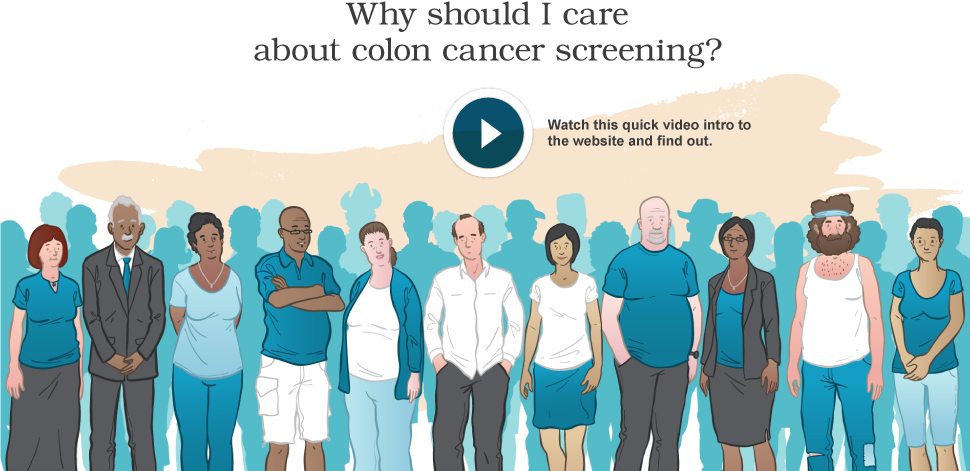 Why should I care
about colon cancer screening?
Watch this quick video intro to
the website and find out.